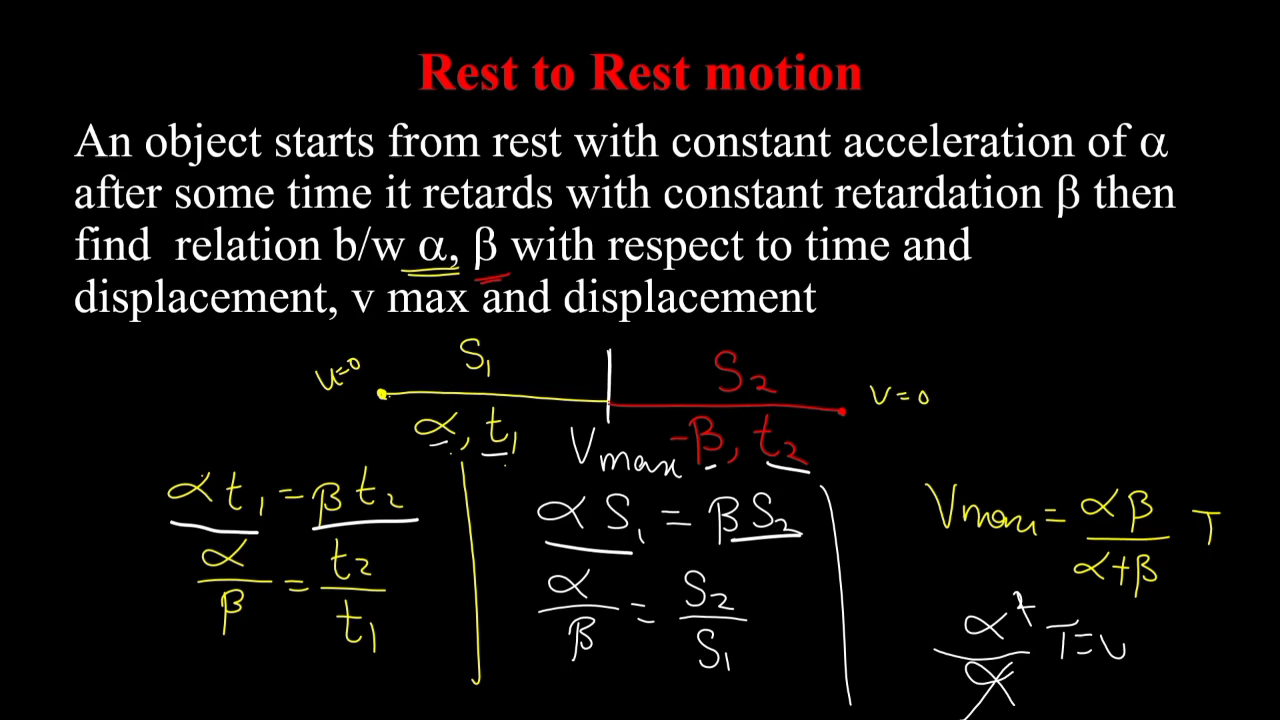 Rest to Rest motion
An object starts from rest with constant acceleration of α
after some time it retards with constant retardation β then
find relation b/w α, β with respect to time and
displacement, v max and displacement
u=0 S₁ S₂ v=0
α, t₁ Vmax -β, t₂
αt₁ = βt₂
α/β = t₂/t₁
αS₁ = βS₂
α/β = S₂/S₁
Vmax = αβ/α+β T
T=v